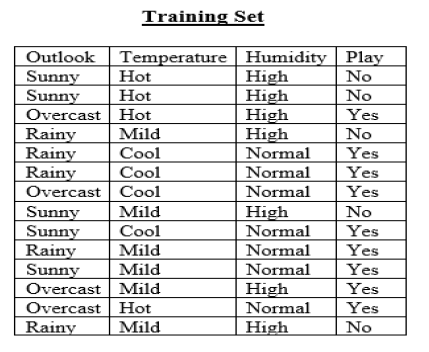 Training Set
Outlook Temperature Humidity Play
Sunny Hot High No
Sunny Hot High No
Overcast Hot High Yes
Rainy Mild High No
Rainy Cool Normal Yes
Rainy Cool Normal Yes
Overcast Cool Normal Yes
Sunny Mild High No
Sunny Cool Normal Yes
Rainy Mild Normal Yes
Sunny Mild Normal Yes
Overcast Mild High Yes
Overcast Hot Normal Yes
Rainy Mild High No